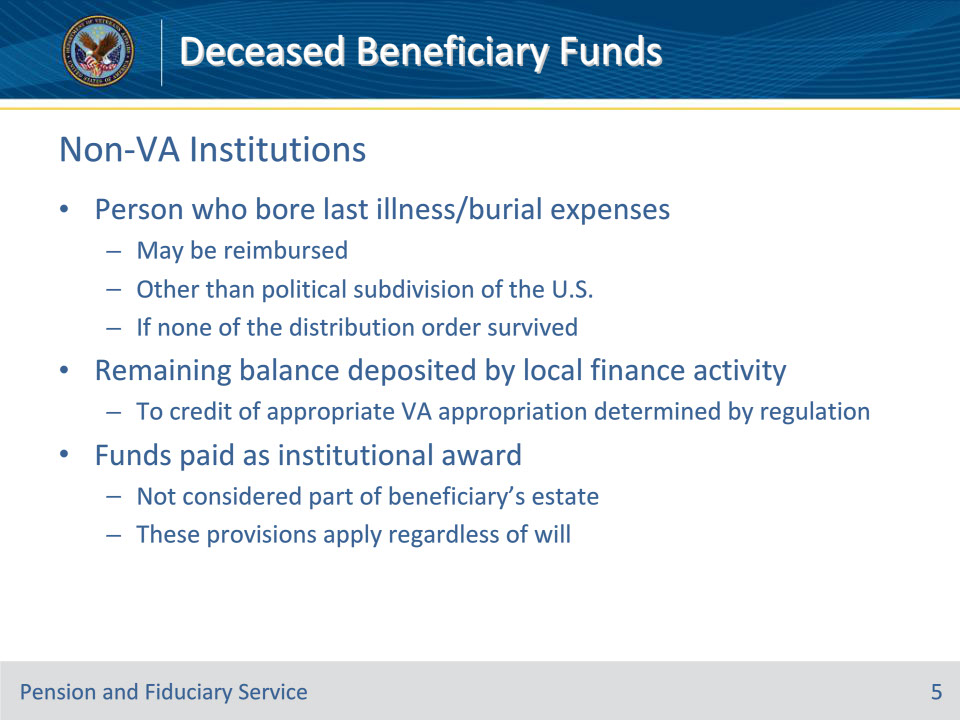 Deceased Beneficiary Funds
Non-VA Institutions
• Person who bore last illness/burial expenses
– May be reimbursed
– Other than political subdivision of the U.S.
– If none of the distribution order survived
• Remaining balance deposited by local finance activity
– To credit of appropriate VA appropriation determined by regulation
• Funds paid as institutional award
– Not considered part of beneficiary’s estate
– These provisions apply regardless of will
Pension and Fiduciary Service
5